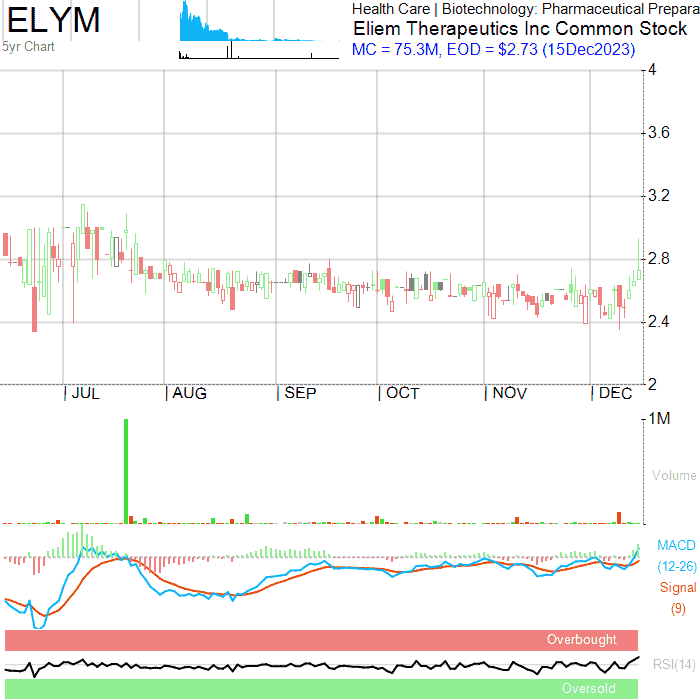 ELYM
5yr Chart
Health Care | Biotechnology: Pharmaceutical Prepara
Eliem Therapeutics Inc Common Stock
MC = 75.3M, EOD = $2.73 (15Dec2023)
4
3.6
3.2
2.8
2.4
2
JUL AUG SEP OCT NOV DEC
1M
Volume
MACD
(12-26)
Signal
(9)
Overbought
RSI(14)
Oversold